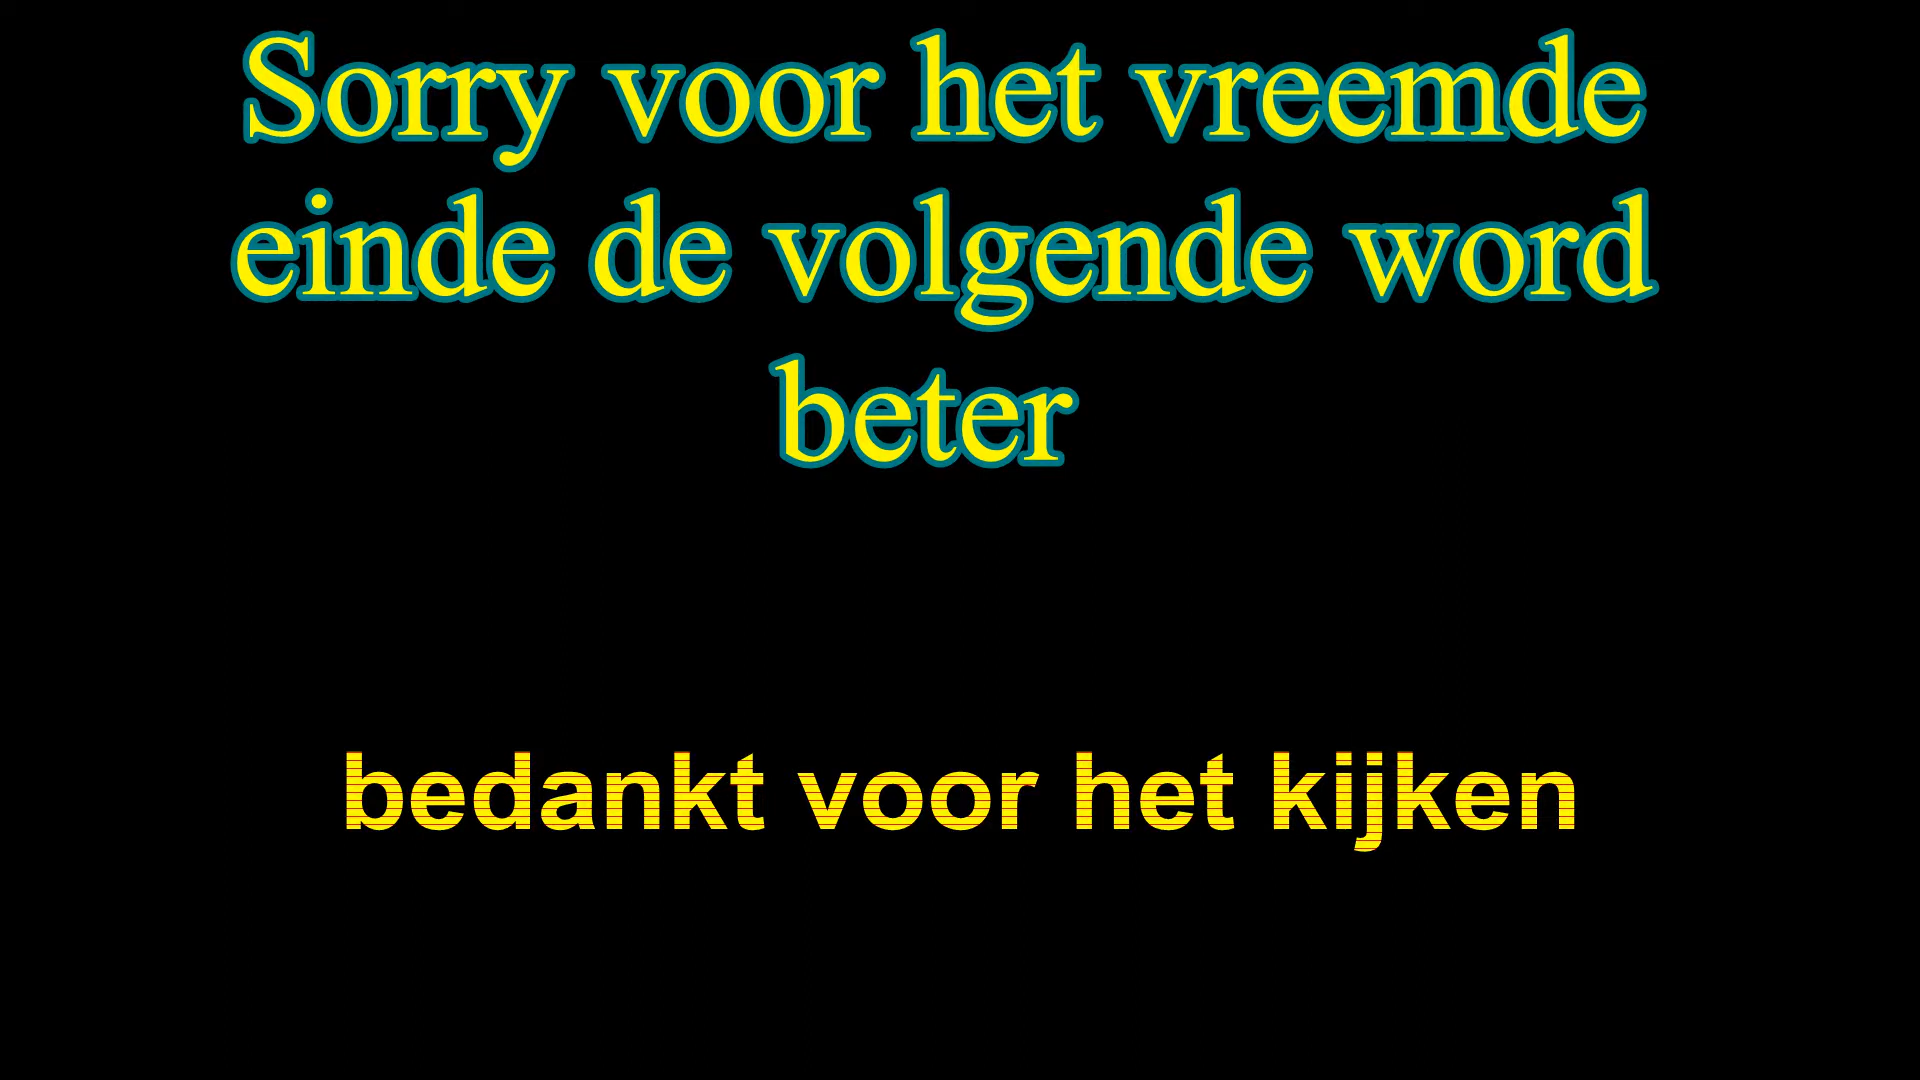 Sorry voor het vreemde
einde de volgende word
beter
bedankt voor het kijken